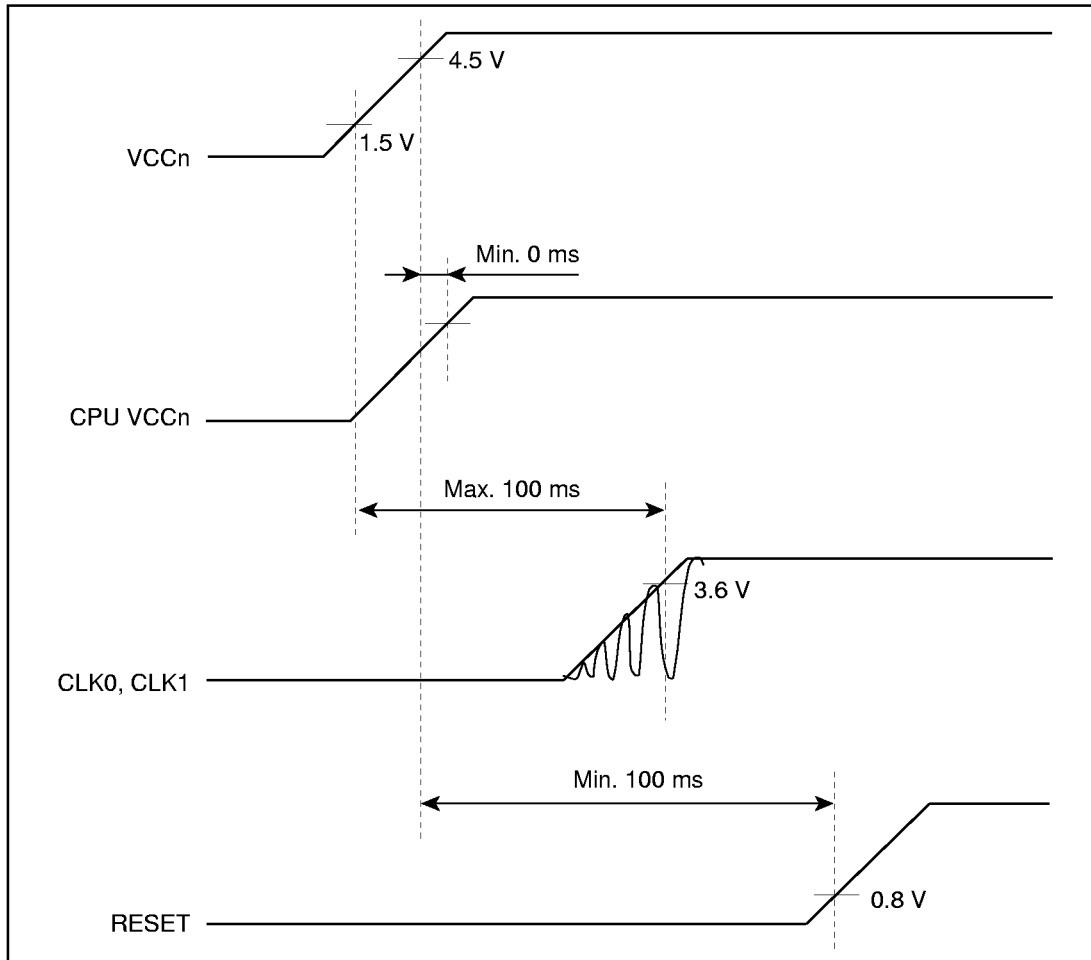 4.5 V
1.5 V
VCCn
Min. 0 ms
CPU VCCn
Max. 100 ms
3.6 V
CLK0, CLK1
Min. 100 ms
0.8 V
RESET